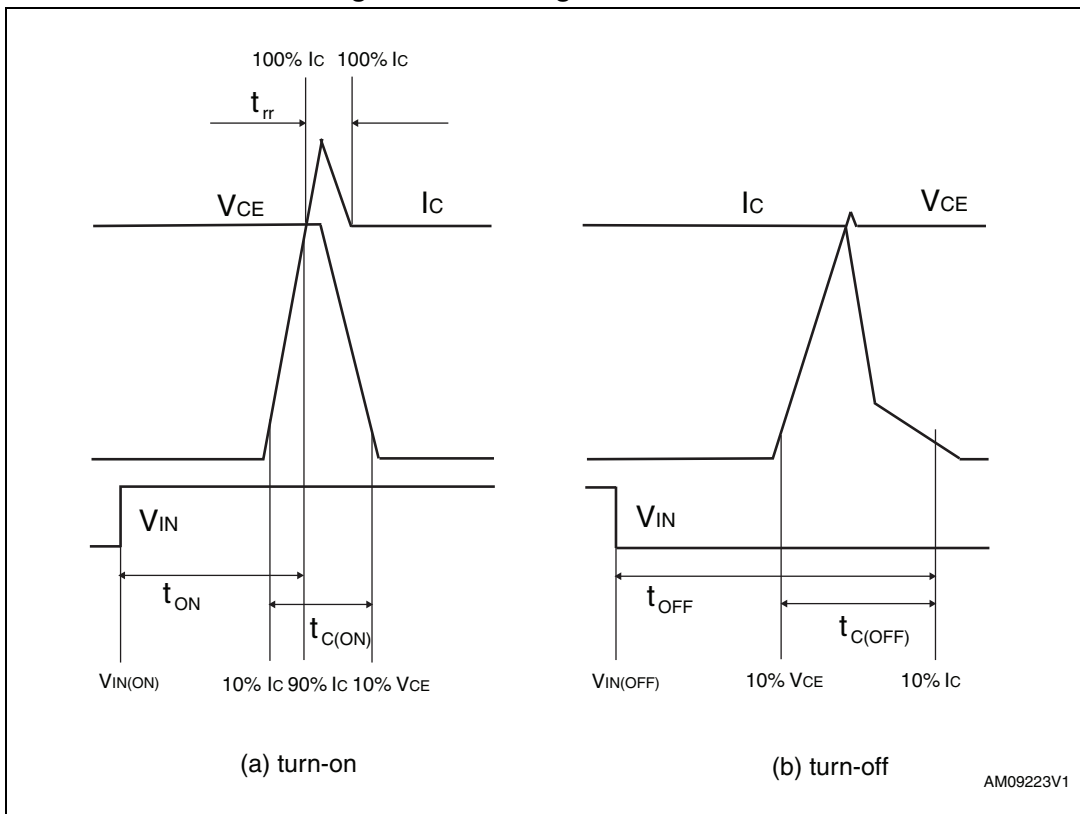 100% IC 100% IC
trr
VCE IC
VIN
tON
tC(ON)
VIN(ON) 10% IC 90% IC 10% VCE
(a) turn-on
IC VCE
VIN
tOFF
tC(OFF)
VIN(OFF) 10% VCE 10% IC
(b) turn-off
AM09223V1